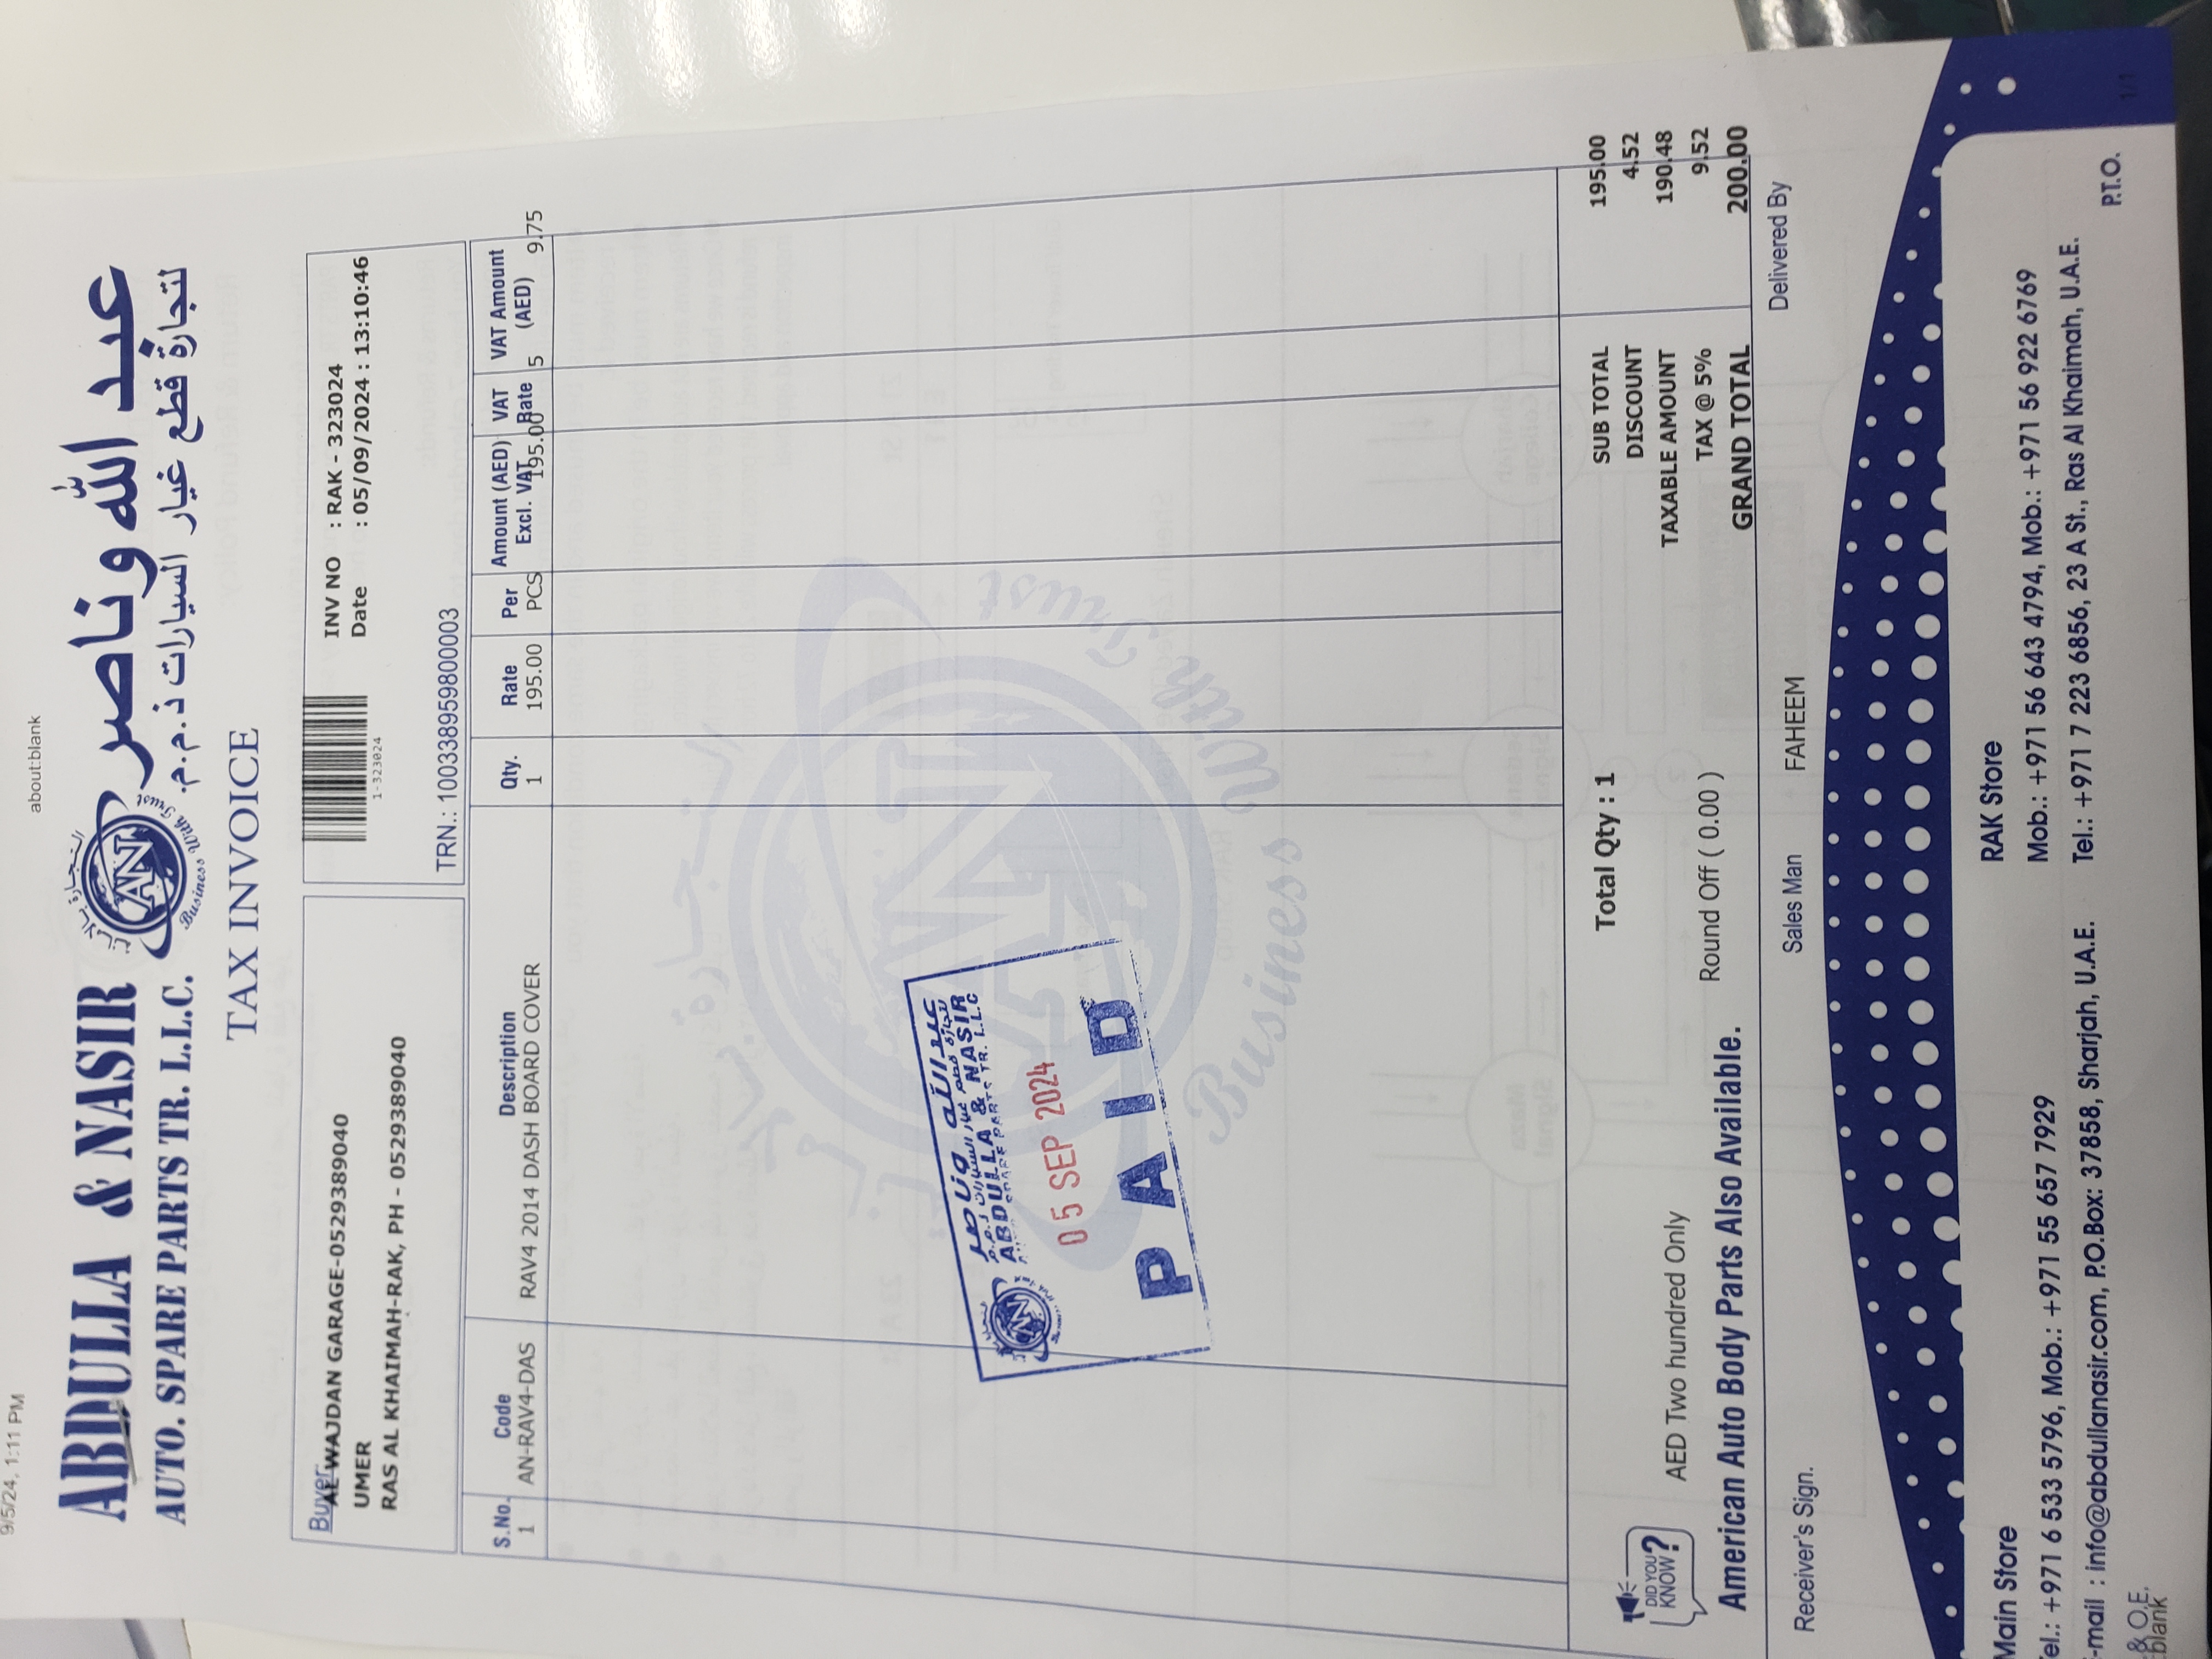 9/5/24, 1:11 PM
about:blank
ABDULLA & NASIR
عبد الله وناصر
AUTO. SPARE PARTS TR. L.L.C.
لتجارة قطع غيار السيارات ذ.م.م.
AN
Business With Trust
TAX INVOICE
Buyer:
AL WAJDAN GARAGE-0529389040
UMER
RAS AL KHAIMAH-RAK, PH - 0529389040
1-323024
INV NO : RAK - 323024
Date : 05/09/2024 : 13:10:46
TRN.: 100338959800003
S.No. Code Description Qty. Rate Per Amount (AED) Excl. VAT VAT Rate VAT Amount (AED)
1 AN-RAV4-DAS RAV4 2014 DASH BOARD COVER 1 195.00 PCS 195.00 5 9.75
Business With Trust
عبد الله وناصر
ABDULLA & NASIR
05 SEP 2024
PAID
Total Qty : 1
SUB TOTAL 195.00
DISCOUNT 4.52
TAXABLE AMOUNT 190.48
TAX @ 5% 9.52
GRAND TOTAL 200.00
DID YOU KNOW?
AED Two hundred Only
Round Off ( 0.00 )
American Auto Body Parts Also Available.
Receiver's Sign.
Sales Man FAHEEM
Delivered By
Main Store
Tel.: +971 6 533 5796, Mob.: +971 55 657 7929
-mail : info@abdullanasir.com, P.O.Box: 37858, Sharjah, U.A.E.
RAK Store
Mob.: +971 56 643 4794, Mob.: +971 56 922 6769
Tel.: +971 7 223 6856, 23 A St., Ras Al Khaimah, U.A.E.
& O.E.
blank
P.T.O.
1/1